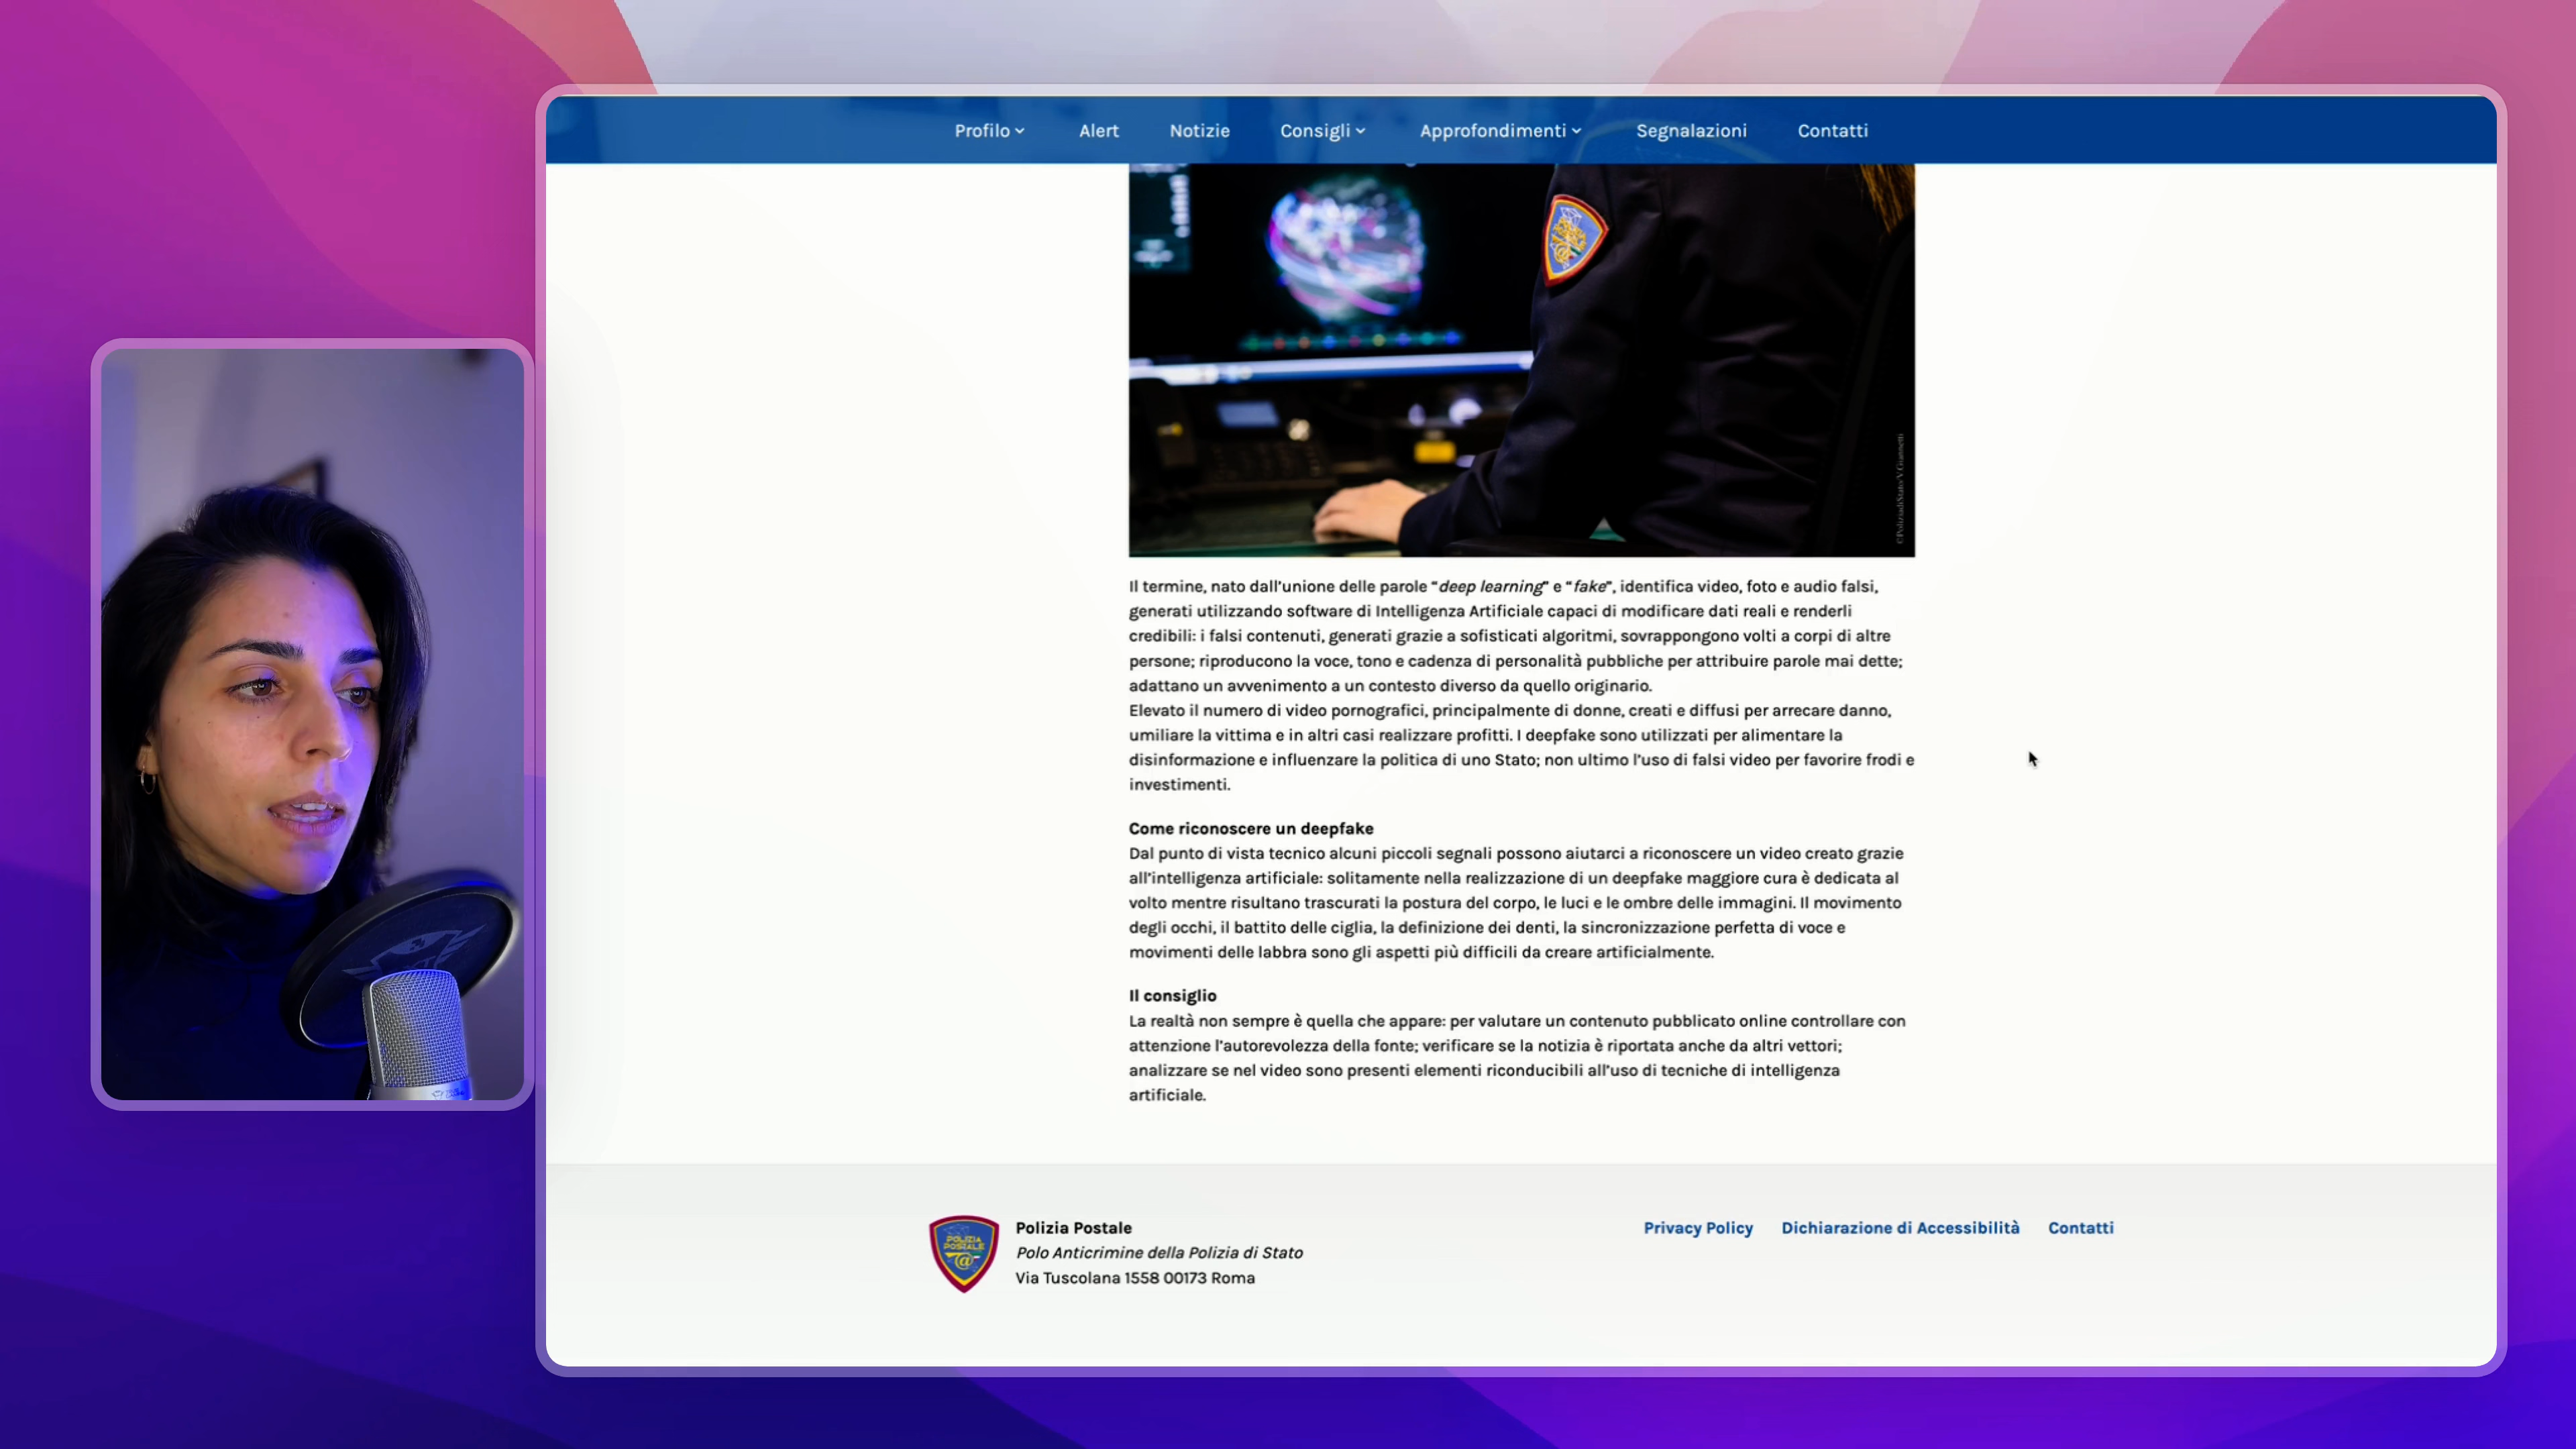 Profilo Alert Notizie Consigli Approfondimenti Segnalazioni Contatti
©PoliziadiStato/V.Giannetti
Il termine, nato dall'unione delle parole “deep learning” e “fake”, identifica video, foto e audio falsi,
generati utilizzando software di Intelligenza Artificiale capaci di modificare dati reali e renderli
credibili: i falsi contenuti, generati grazie a sofisticati algoritmi, sovrappongono volti a corpi di altre
persone; riproducono la voce, tono e cadenza di personalità pubbliche per attribuire parole mai dette;
adattano un avvenimento a un contesto diverso da quello originario.
Elevato il numero di video pornografici, principalmente di donne, creati e diffusi per arrecare danno,
umiliare la vittima e in altri casi realizzare profitti. I deepfake sono utilizzati per alimentare la
disinformazione e influenzare la politica di uno Stato; non ultimo l'uso di falsi video per favorire frodi e
investimenti.
Come riconoscere un deepfake
Dal punto di vista tecnico alcuni piccoli segnali possono aiutarci a riconoscere un video creato grazie
all'intelligenza artificiale: solitamente nella realizzazione di un deepfake maggiore cura è dedicata al
volto mentre risultano trascurati la postura del corpo, le luci e le ombre delle immagini. Il movimento
degli occhi, il battito delle ciglia, la definizione dei denti, la sincronizzazione perfetta di voce e
movimenti delle labbra sono gli aspetti più difficili da creare artificialmente.
Il consiglio
La realtà non sempre è quella che appare: per valutare un contenuto pubblicato online controllare con
attenzione l'autorevolezza della fonte; verificare se la notizia è riportata anche da altri vettori;
analizzare se nel video sono presenti elementi riconducibili all'uso di tecniche di intelligenza
artificiale.
POLIZIA
POSTALE
@
Polizia Postale
Polo Anticrimine della Polizia di Stato
Via Tuscolana 1558 00173 Roma
Privacy Policy Dichiarazione di Accessibilità Contatti